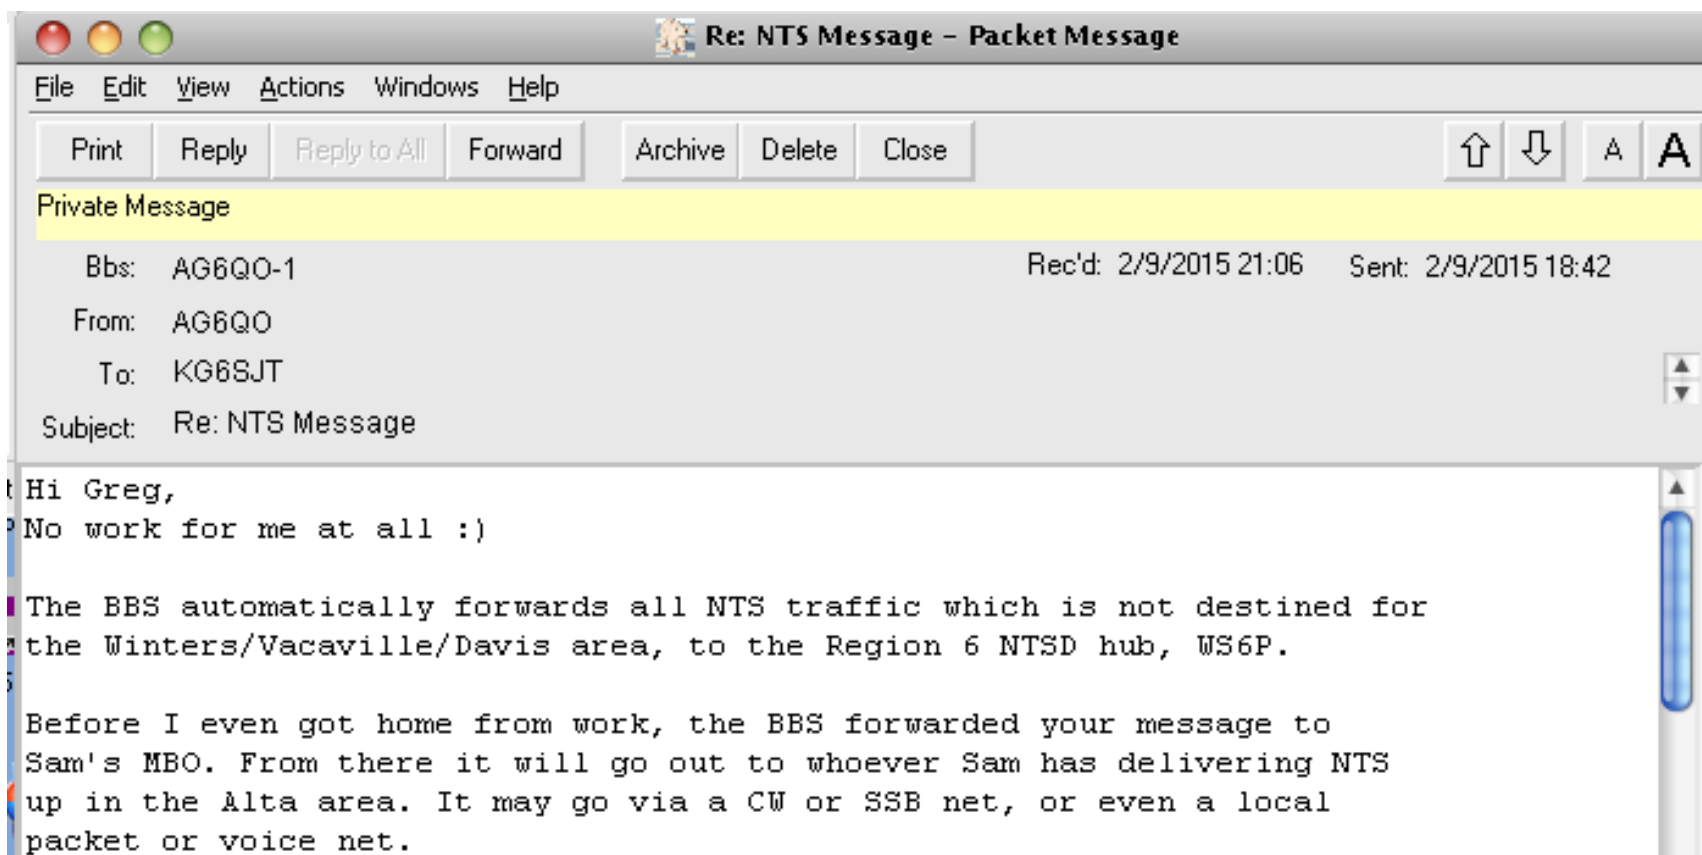 Re: NTS Message – Packet Message
File Edit View Actions Windows Help
Print Reply Reply to All Forward Archive Delete Close A A
Private Message
Bbs: AG6QO-1 Rec'd: 2/9/2015 21:06 Sent: 2/9/2015 18:42
From: AG6QO
To: KG6SJT
Subject: Re: NTS Message
Hi Greg,
No work for me at all :)
The BBS automatically forwards all NTS traffic which is not destined for
the Winters/Vacaville/Davis area, to the Region 6 NTSD hub, WS6P.
Before I even got home from work, the BBS forwarded your message to
Sam's MBO. From there it will go out to whoever Sam has delivering NTS
up in the Alta area. It may go via a CW or SSB net, or even a local
packet or voice net.